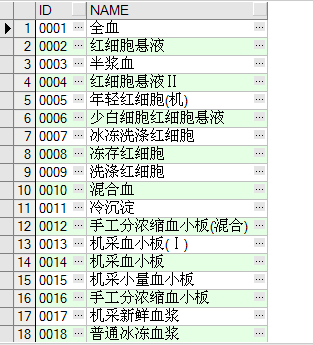 ID NAME
1 0001 全血
2 0002 红细胞悬液
3 0003 半浆血
4 0004 红细胞悬液Ⅱ
5 0005 年轻红细胞(机)
6 0006 少白细胞红细胞悬液
7 0007 冰冻洗涤红细胞
8 0008 冻存红细胞
9 0009 洗涤红细胞
10 0010 混合血
11 0011 冷沉淀
12 0012 手工分浓缩血小板(混合)
13 0013 机采血小板(Ⅰ)
14 0014 机采血小板
15 0015 机采小量血小板
16 0016 手工分浓缩血小板
17 0017 机采新鲜血浆
18 0018 普通冰冻血浆